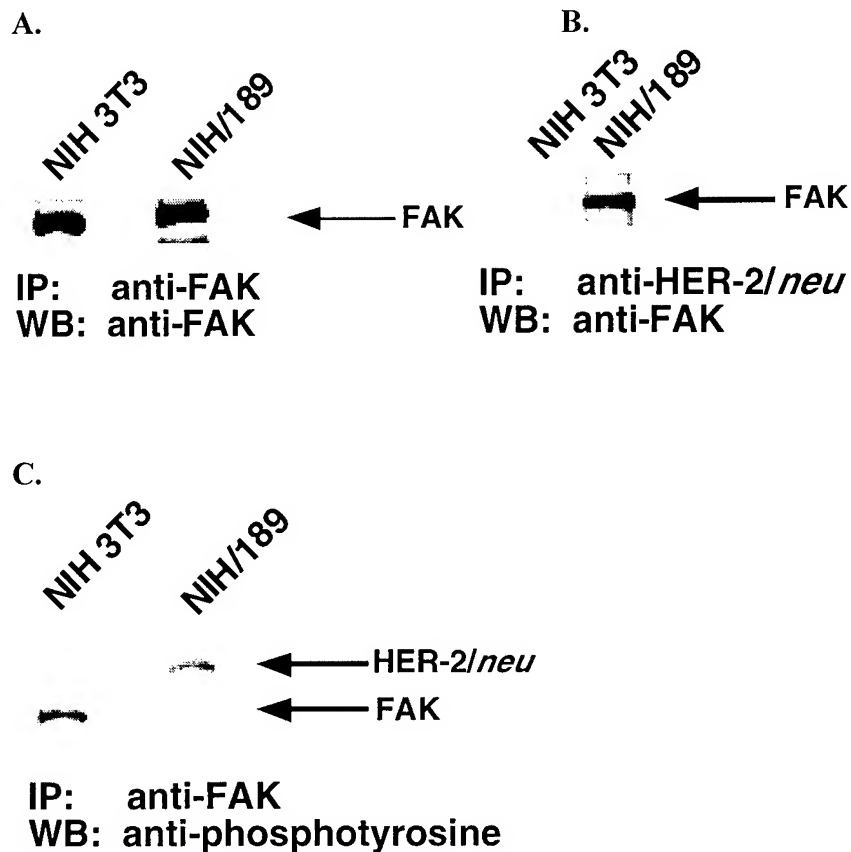 A.
NIH 3T3
NIH/189
FAK
IP: anti-FAK
WB: anti-FAK
B.
NIH 3T3
NIH/189
FAK
IP: anti-HER-2/neu
WB: anti-FAK
C.
NIH 3T3
NIH/189
HER-2/neu
FAK
IP: anti-FAK
WB: anti-phosphotyrosine